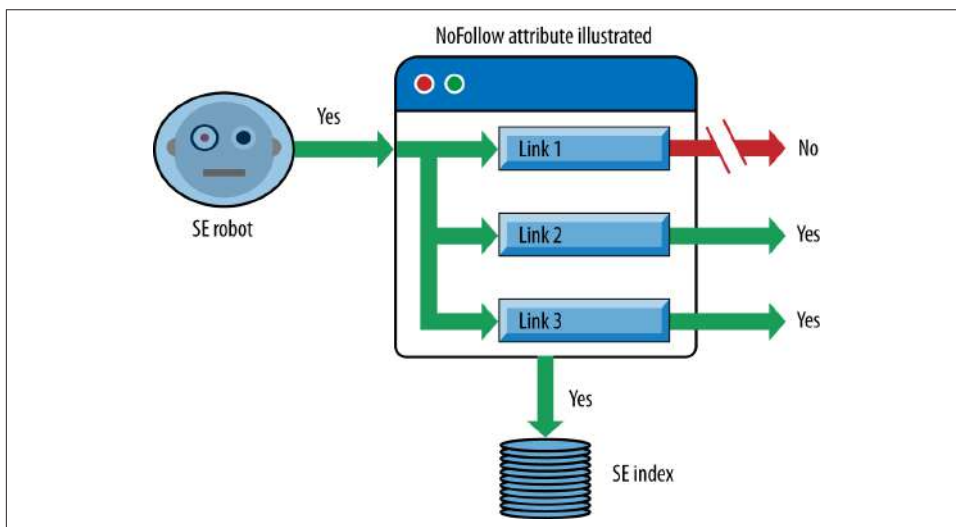 NoFollow attribute illustrated
Yes
Link 1
No
SE robot
Link 2
Yes
Link 3
Yes
Yes
SE index